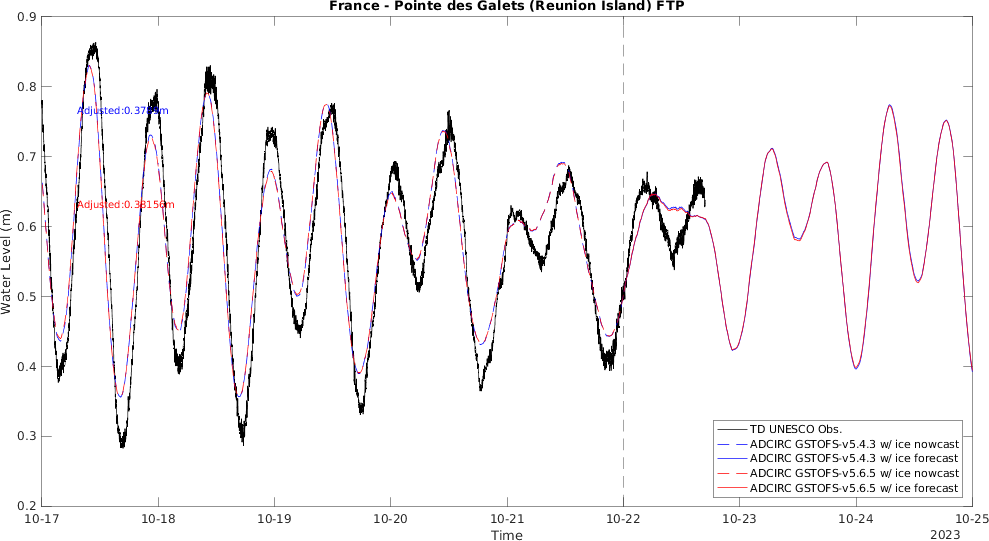 France - Pointe des Galets (Reunion Island) FTP
0.9
0.8
0.7
0.6
0.5
0.4
0.3
0.2
Water Level (m)
Adjusted:0.33156m
10-17
10-18
10-19
10-20
10-21
10-22
10-23
10-24
10-25
Time
2023
TD UNESCO Obs.
ADCIRC GSTOFS-v5.4.3 w/ ice nowcast
ADCIRC GSTOFS-v5.4.3 w/ ice forecast
ADCIRC GSTOFS-v5.6.5 w/ ice nowcast
ADCIRC GSTOFS-v5.6.5 w/ ice forecast